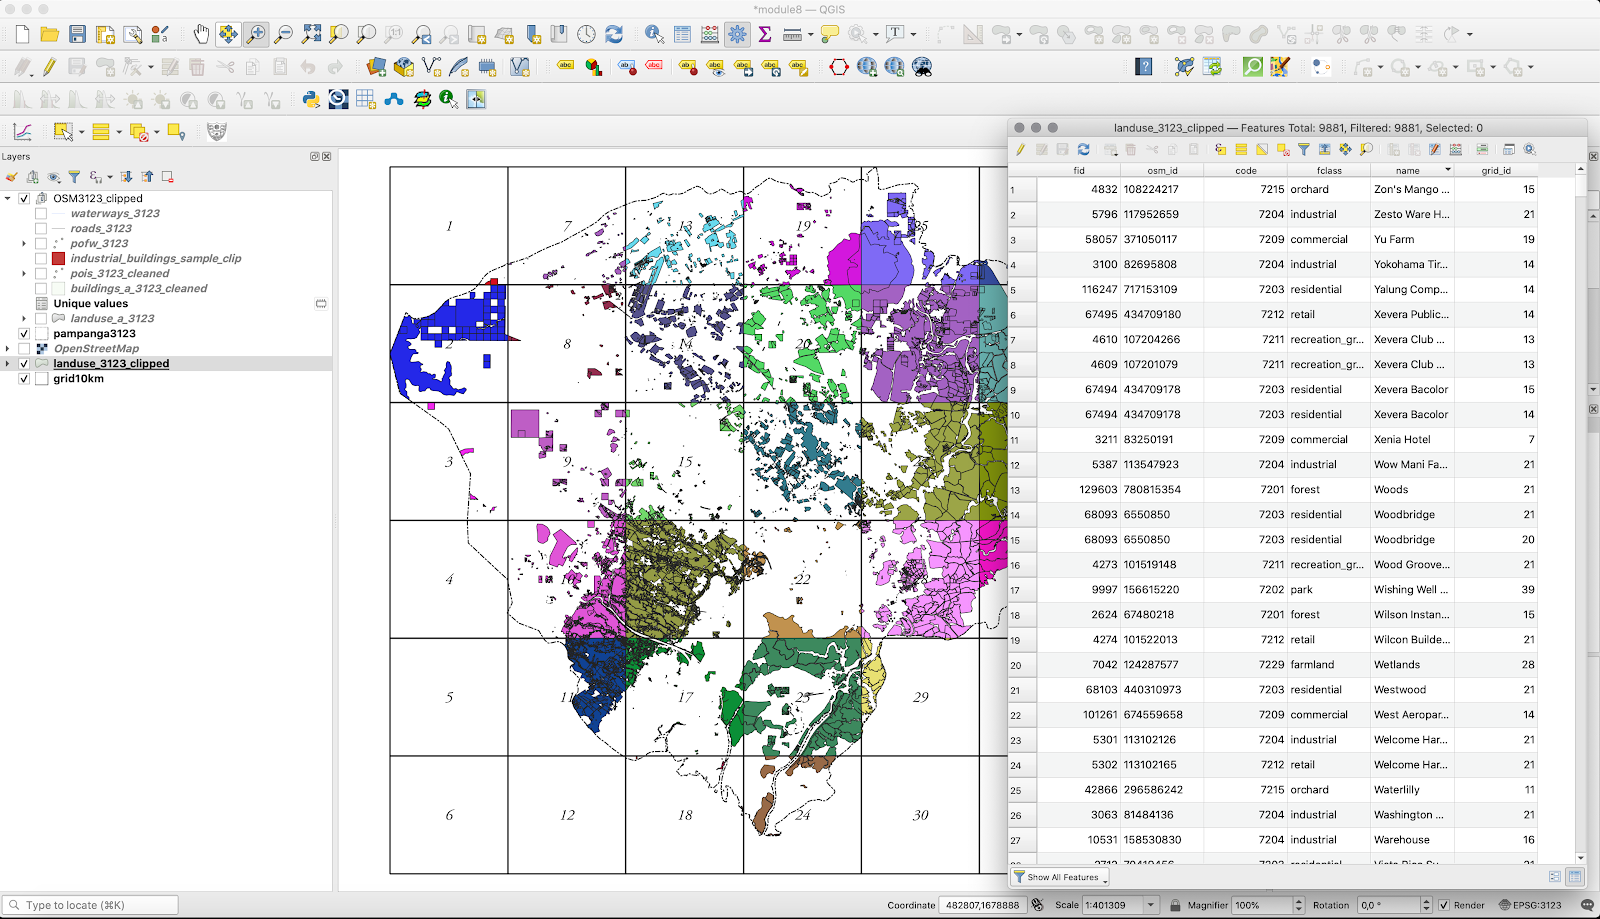 *module8 — QGIS
Layers
OSM3123_clipped
waterways_3123
roads_3123
pofw_3123
industrial_buildings_sample_clip
pois_3123_cleaned
buildings_a_3123_cleaned
Unique values
landuse_a_3123
pampanga3123
OpenStreetMap
landuse_3123_clipped
grid10km
1 7 13 19 25
2 8 14 20
3 9 15 21
4 10 22
5 11 17 23 29
6 12 18 24 30
landuse_3123_clipped — Features Total: 9881, Filtered: 9881, Selected: 0
fid osm_id code fclass name grid_id
1 4832 108224217 7215 orchard Zon's Mango ... 15
2 5796 117952659 7204 industrial Zesto Ware H... 21
3 58057 371050117 7209 commercial Yu Farm 19
4 3100 82695808 7204 industrial Yokohama Tir... 14
5 116247 717153109 7203 residential Yalung Comp... 14
6 67495 434709180 7212 retail Xevera Public... 14
7 4610 107204266 7211 recreation_gr... Xevera Club ... 13
8 4609 107201079 7211 recreation_gr... Xevera Club ... 13
9 67494 434709178 7203 residential Xevera Bacolor 15
10 67494 434709178 7203 residential Xevera Bacolor 14
11 3211 83250191 7209 commercial Xenia Hotel 7
12 5387 113547923 7204 industrial Wow Mani Fa... 21
13 129603 780815354 7201 forest Woods 21
14 68093 6550850 7203 residential Woodbridge 21
15 68093 6550850 7203 residential Woodbridge 20
16 4273 101519148 7211 recreation_gr... Wood Groove... 21
17 9997 156615220 7202 park Wishing Well ... 39
18 2624 67480218 7201 forest Wilson Instan... 15
19 4274 101522013 7212 retail Wilcon Builde... 21
20 7042 124287577 7229 farmland Wetlands 28
21 68103 440310973 7203 residential Westwood 21
22 101261 674559658 7209 commercial West Aeropar... 14
23 5301 113102126 7204 industrial Welcome Har... 21
24 5302 113102165 7212 retail Welcome Har... 21
25 42866 296586242 7215 orchard Waterlilly 11
26 3063 81484136 7204 industrial Washington ... 21
27 10531 158530830 7204 industrial Warehouse 16
Show All Features
Type to locate (⌘K)
Coordinate 482807,1678888 Scale 1:401309 Magnifier 100% Rotation 0,0 ° Render EPSG:3123